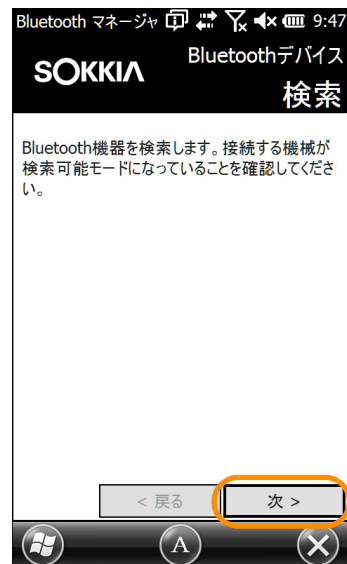 Bluetooth マネージャ 9:47
SOKKIA
Bluetoothデバイス
検索
Bluetooth機器を検索します。接続する機械が
検索可能モードになっていることを確認してくださ
い。
< 戻る 次 >
A